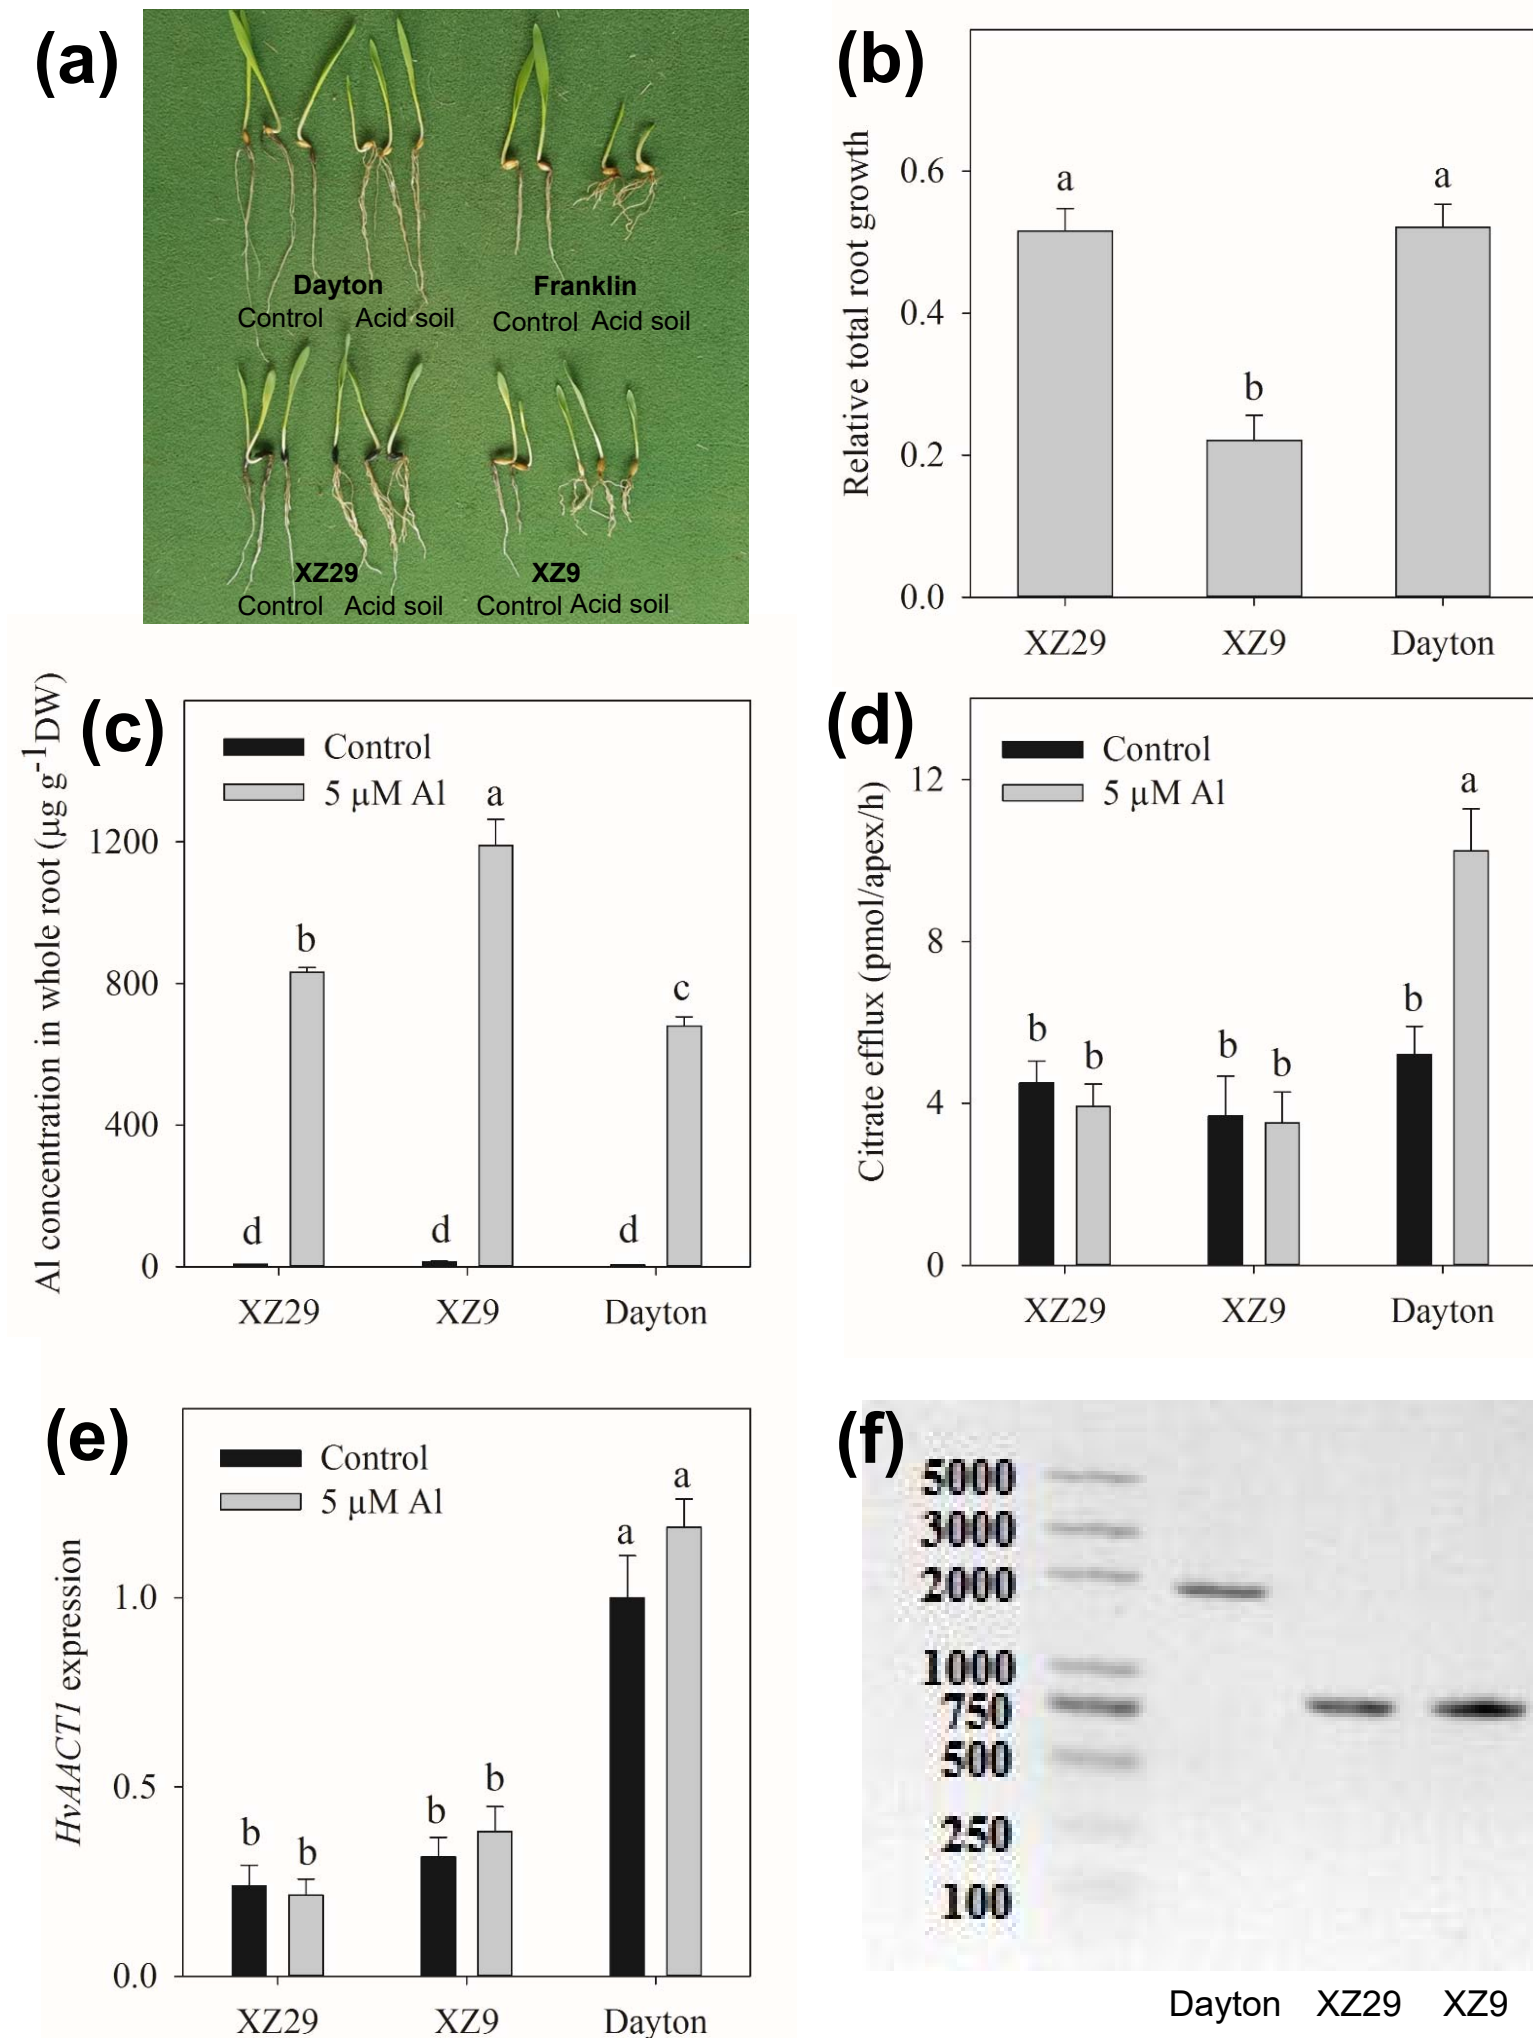 (a)
Dayton
Control Acid soil
Franklin
Control Acid soil
XZ29
Control Acid soil
XZ9
Control Acid soil
(b)
Relative total root growth
0.6
0.4
0.2
0.0
a
b
a
XZ29 XZ9 Dayton
(c)
Control
5 µM Al
Al concentration in whole root (µg g⁻¹DW)
1200
800
400
0
d b
d a
d c
XZ29 XZ9 Dayton
(d)
Control
5 µM Al
Citrate efflux (pmol/apex/h)
12
8
4
0
b b
b b
b a
XZ29 XZ9 Dayton
(e)
Control
5 µM Al
HvAACT1 expression
1.0
0.5
0.0
b b
b b
a a
XZ29 XZ9 Dayton
(f)
5000
3000
2000
1000
750
500
250
100
Dayton XZ29 XZ9